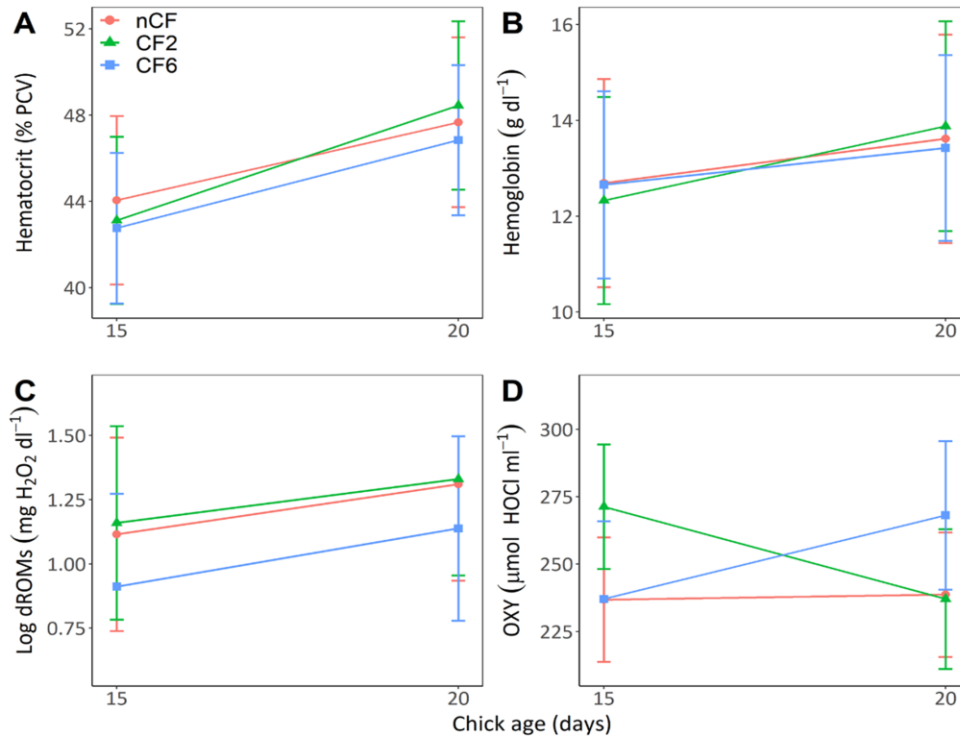 A
nCF
CF2
CF6
Hematocrit (% PCV)
52
48
44
40
15
20
B
Hemoglobin (g dl⁻¹)
16
14
12
10
15
20
C
Log dROMs (mg H₂O₂ dl⁻¹)
1.50
1.25
1.00
0.75
15
20
D
OXY (µmol HOCl ml⁻¹)
300
275
250
225
15
20
Chick age (days)